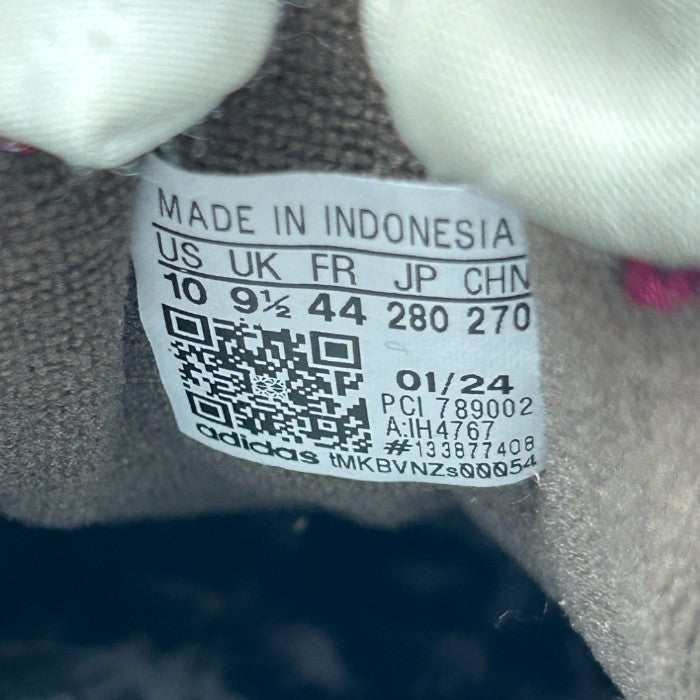 MADE IN INDONESIA
US UK FR JP CHN
10 9½ 44 280 270
01/24
PCI 789002
A:IH4767
#133877408
adidas tMKBVNZs00054